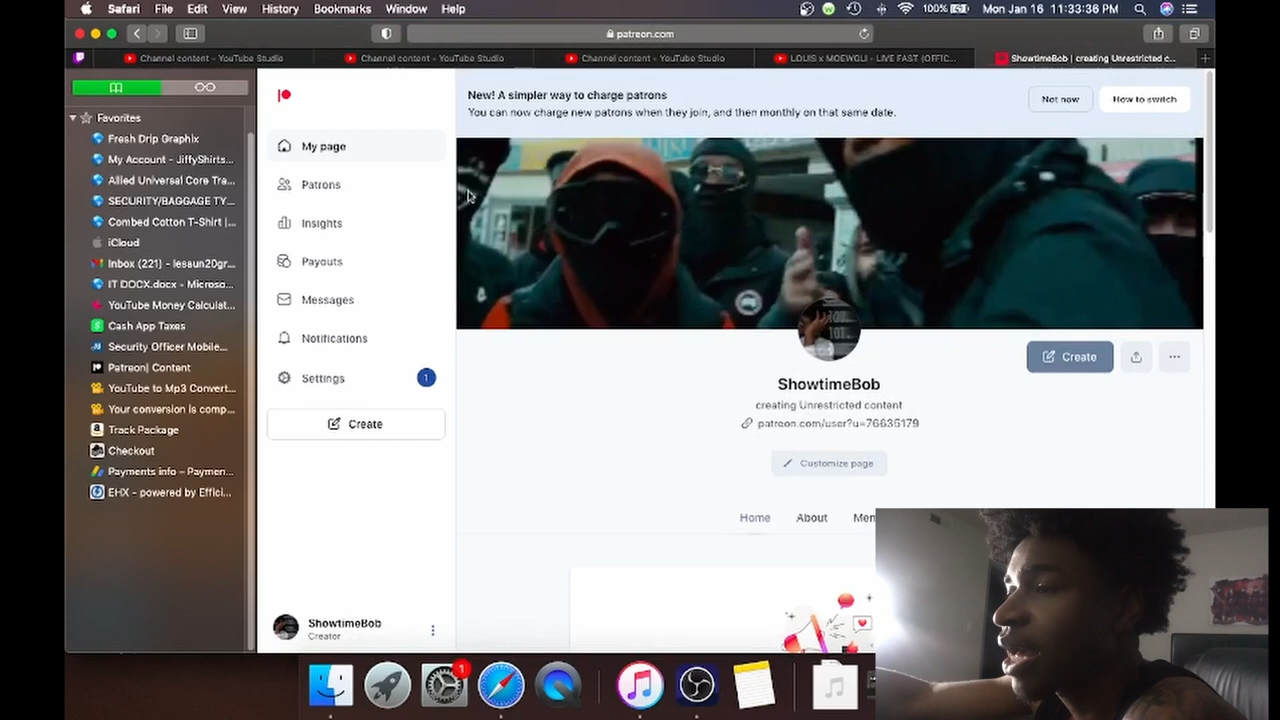 Safari File Edit View History Bookmarks Window Help
100% Mon Jan 16 11:33:36 PM
patreon.com
Channel content - YouTube Studio
Channel content - YouTube Studio
Channel content - YouTube Studio
LOUIS x MOEWGLI - LIVE FAST (OFFIC...
ShowtimeBob | creating Unrestricted c...
Favorites
Fresh Drip Graphix
My Account - JiffyShirts...
Allied Universal Core Tra...
SECURITY/BAGGAGE TY...
Combed Cotton T-Shirt |...
iCloud
Inbox (221) - lesaun20gr...
IT DOCX.docx - Microso...
YouTube Money Calculat...
Cash App Taxes
Security Officer Mobile...
Patreon| Content
YouTube to Mp3 Convert...
Your conversion is comp...
Track Package
Checkout
Payments info – Paymen...
EHX - powered by Effici...
My page
Patrons
Insights
Payouts
Messages
Notifications
Settings 1
Create
ShowtimeBob
Creator
New! A simpler way to charge patrons
You can now charge new patrons when they join, and then monthly on that same date.
Not now
How to switch
Create
ShowtimeBob
creating Unrestricted content
patreon.com/user?u=76635179
Customize page
Home About
1